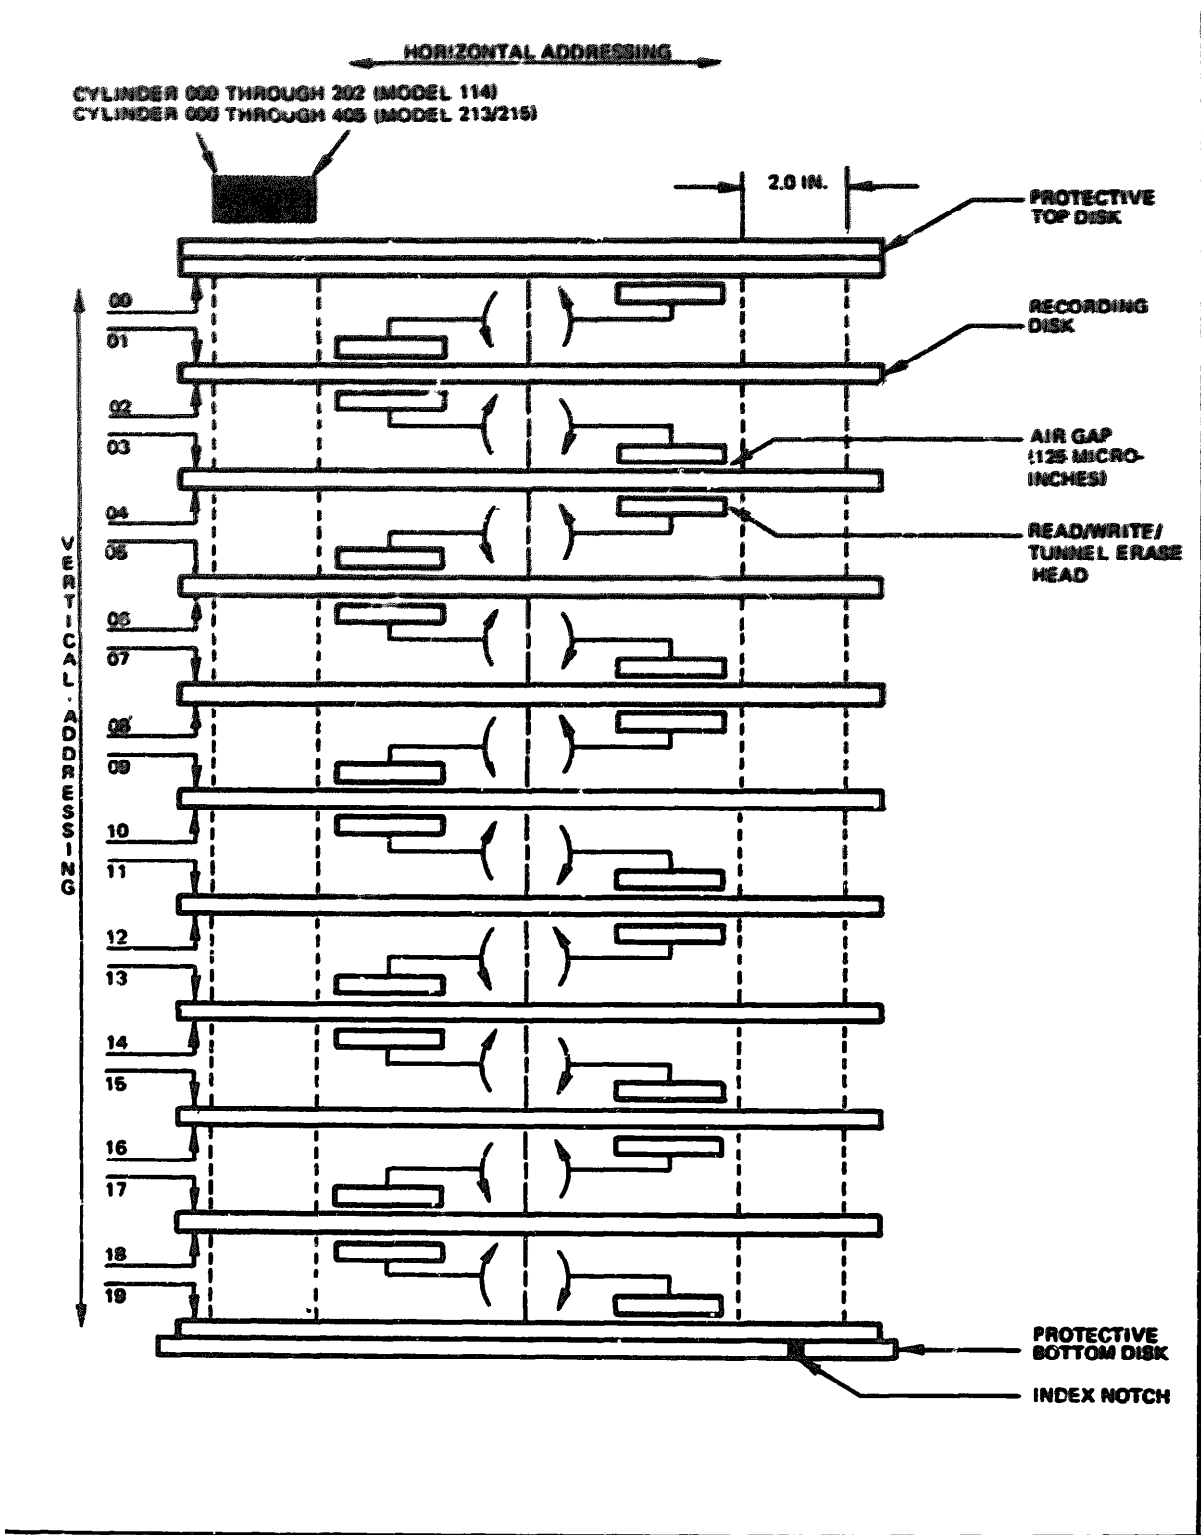 HORIZONTAL ADDRESSING
CYLINDER 000 THROUGH 202 (MODEL 114)
CYLINDER 000 THROUGH 405 (MODEL 213/215)
2.0 IN.
PROTECTIVE
TOP DISK
RECORDING
DISK
AIR GAP
(125 MICRO-
INCHES)
READ/WRITE/
TUNNEL ERASE
HEAD
VERTICAL ADDRESSING
00
01
02
03
04
05
06
07
08
09
10
11
12
13
14
15
16
17
18
19
PROTECTIVE
BOTTOM DISK
INDEX NOTCH